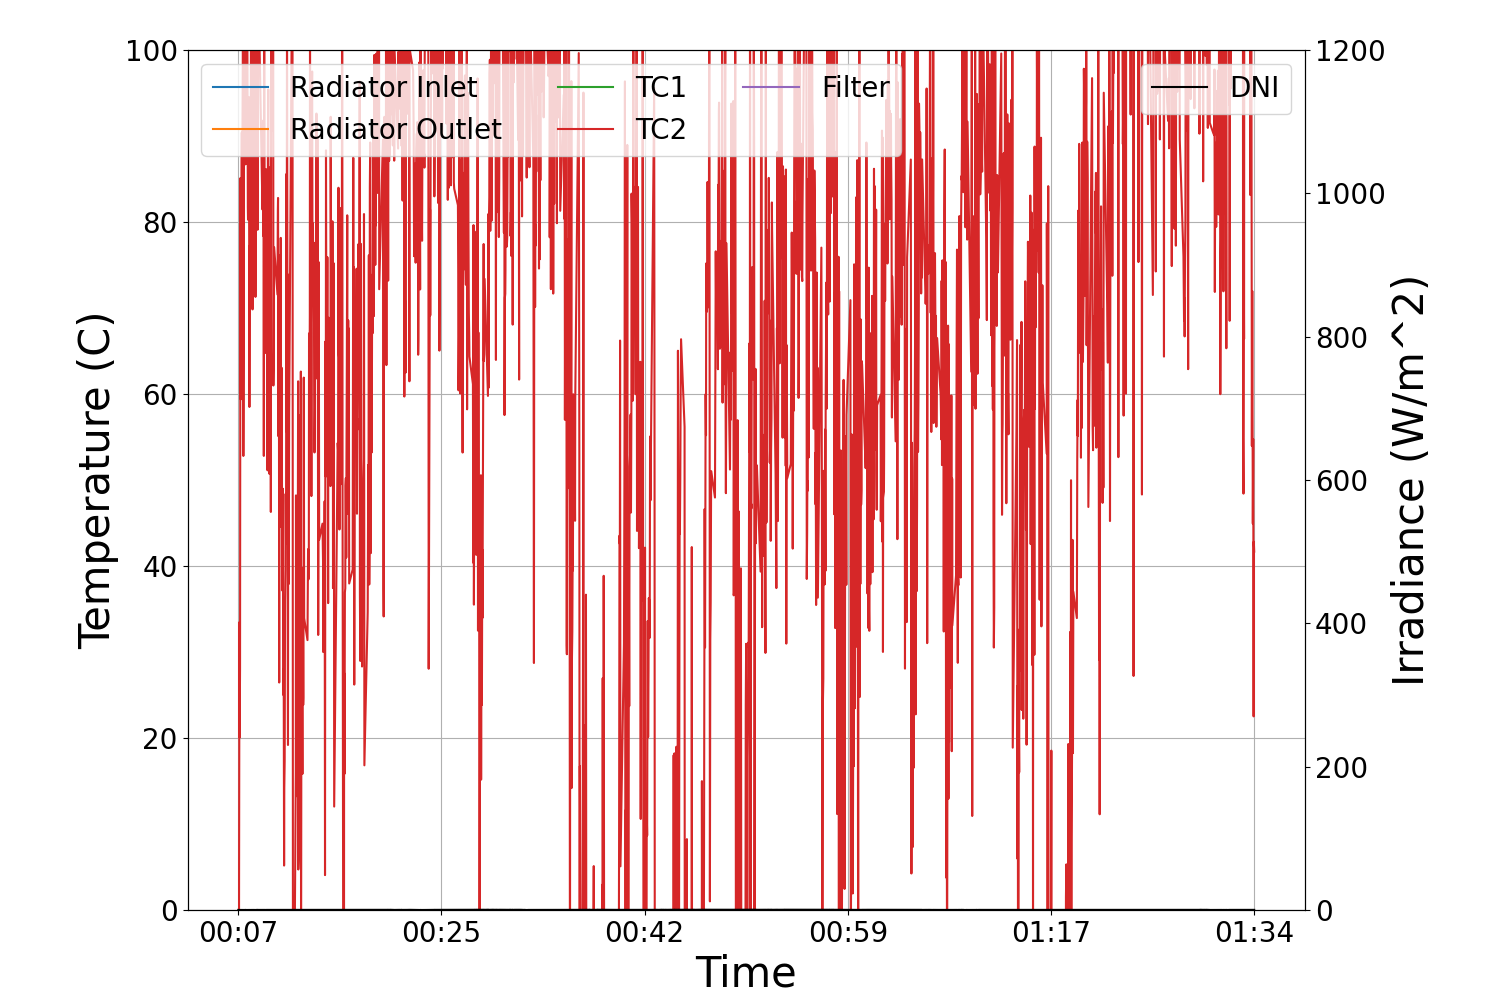 100
80
60
40
20
0
Temperature (C)
Radiator Inlet
Radiator Outlet
TC1
TC2
Filter
DNI
1200
1000
800
600
400
200
0
Irradiance (W/m^2)
00:07
00:25
00:42
00:59
01:17
01:34
Time